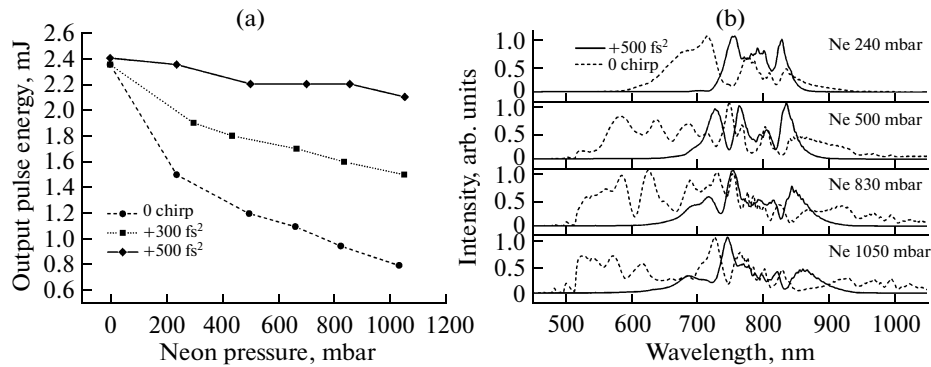 (a)
Output pulse energy, mJ
2.6
2.4
2.2
2.0
1.8
1.6
1.4
1.2
1.0
0.8
0.6
0 chirp
+300 fs²
+500 fs²
0 200 400 600 800 1000 1200
Neon pressure, mbar
(b)
Intensity, arb. units
+500 fs²
0 chirp
Ne 240 mbar
1.0
0.5
0
Ne 500 mbar
1.0
0.5
0
Ne 830 mbar
1.0
0.5
0
Ne 1050 mbar
1.0
0.5
0
500 600 700 800 900 1000
Wavelength, nm